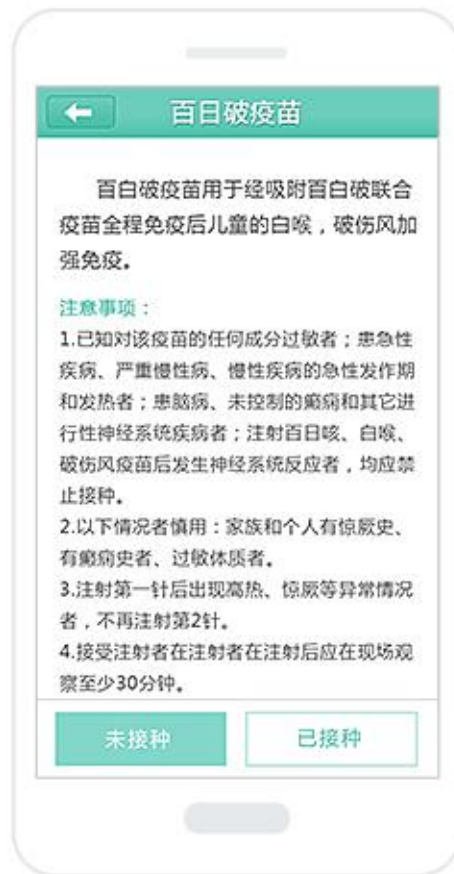 百日破疫苗
百白破疫苗用于经吸附百白破联合
疫苗全程免疫后儿童的白喉，破伤风加
强免疫。
注意事项：
1.已知对该疫苗的任何成分过敏者；患急性
疾病、严重慢性病、慢性疾病的急性发作期
和发热者；患脑病、未控制的癫痫和其它进
行性神经系统疾病者；注射百日咳、白喉、
破伤风疫苗后发生神经系统反应者，均应禁
止接种。
2.以下情况者慎用：家族和个人有惊厥史、
有癫痫史者、过敏体质者。
3.注射第一针后出现高热、惊厥等异常情况
者，不再注射第2针。
4.接受注射者在注射者在注射后应在现场观
察至少30分钟。
未接种
已接种